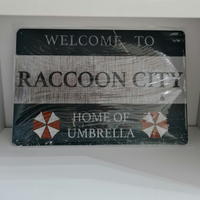 WELCOME TO
RACCOON CITY
HOME OF
UMBRELLA